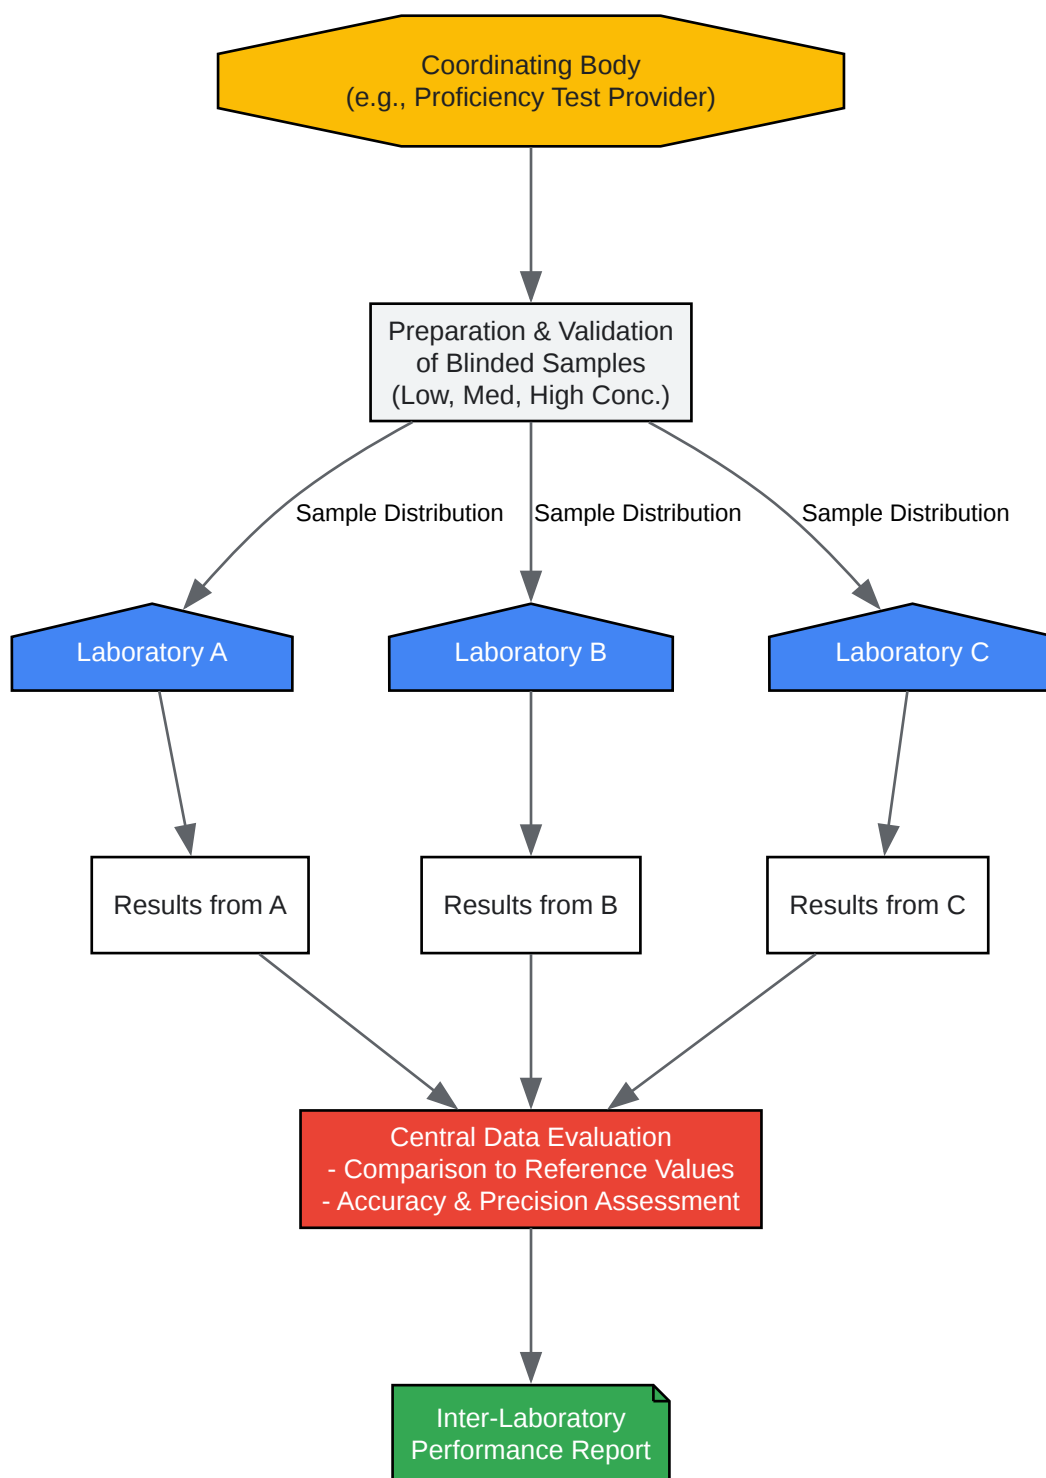 Coordinating Body
(e.g., Proficiency Test Provider)
Preparation & Validation
of Blinded Samples
(Low, Med, High Conc.)
Sample Distribution
Sample Distribution
Sample Distribution
Laboratory A
Laboratory B
Laboratory C
Results from A
Results from B
Results from C
Central Data Evaluation
- Comparison to Reference Values
- Accuracy & Precision Assessment
Inter-Laboratory
Performance Report